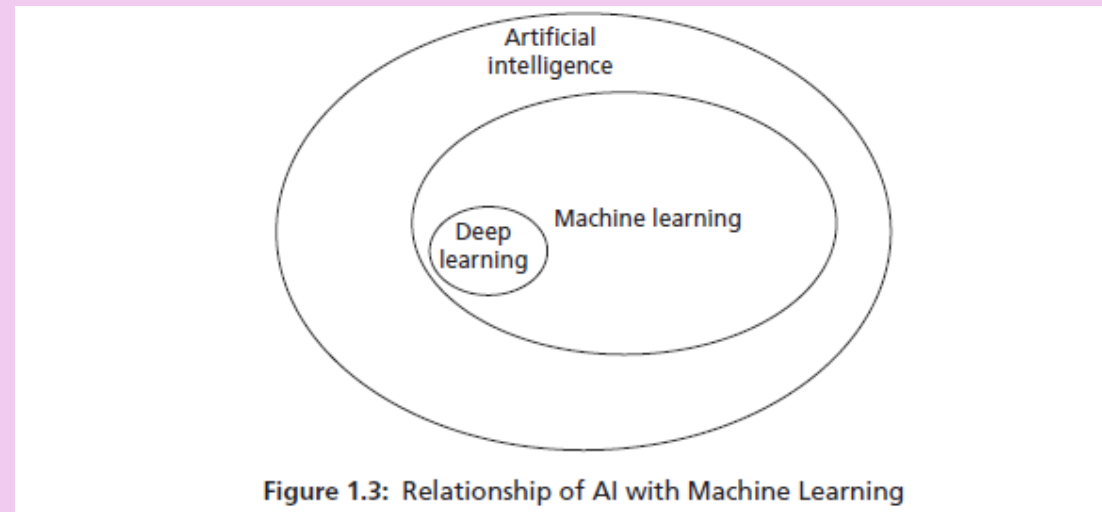 Artificial
intelligence
Machine learning
Deep
learning
Figure 1.3: Relationship of AI with Machine Learning